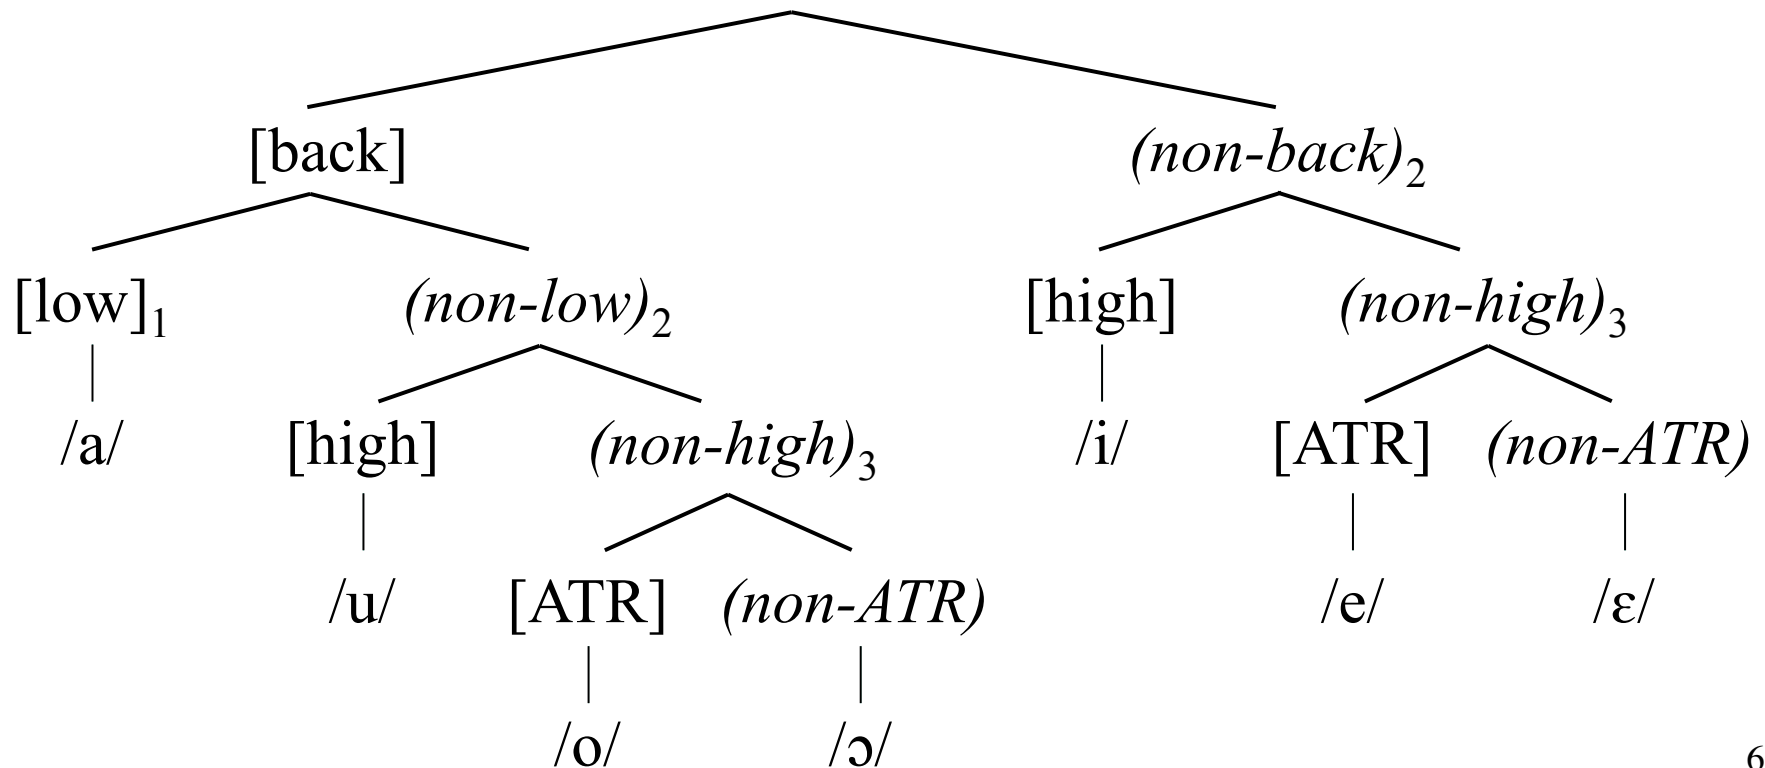 [back] (non-back)₂
[low]₁ (non-low)₂ [high] (non-high)₃
/a/ [high] (non-high)₃ /i/ [ATR] (non-ATR)
/u/ [ATR] (non-ATR) /e/ /ɛ/
/o/ /ɔ/
6